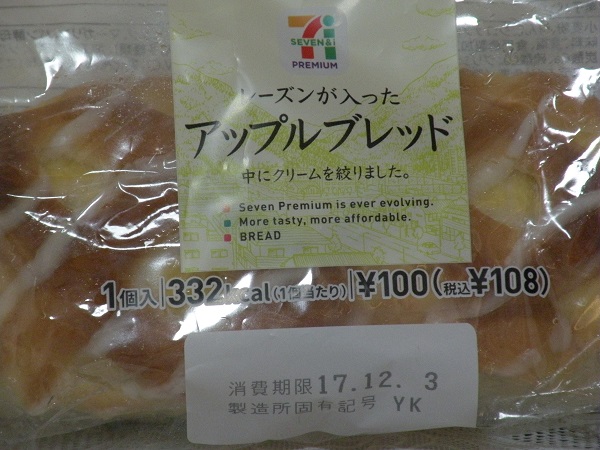 7
SEVEN&i
PREMIUM
レーズンが入った
アップルブレッド
中にクリームを絞りました。
Seven Premium is ever evolving.
More tasty, more affordable.
BREAD
1個入 332kcal(1個当たり) ¥100(税込¥108)
消費期限 17.12. 3
製造所固有記号 YK